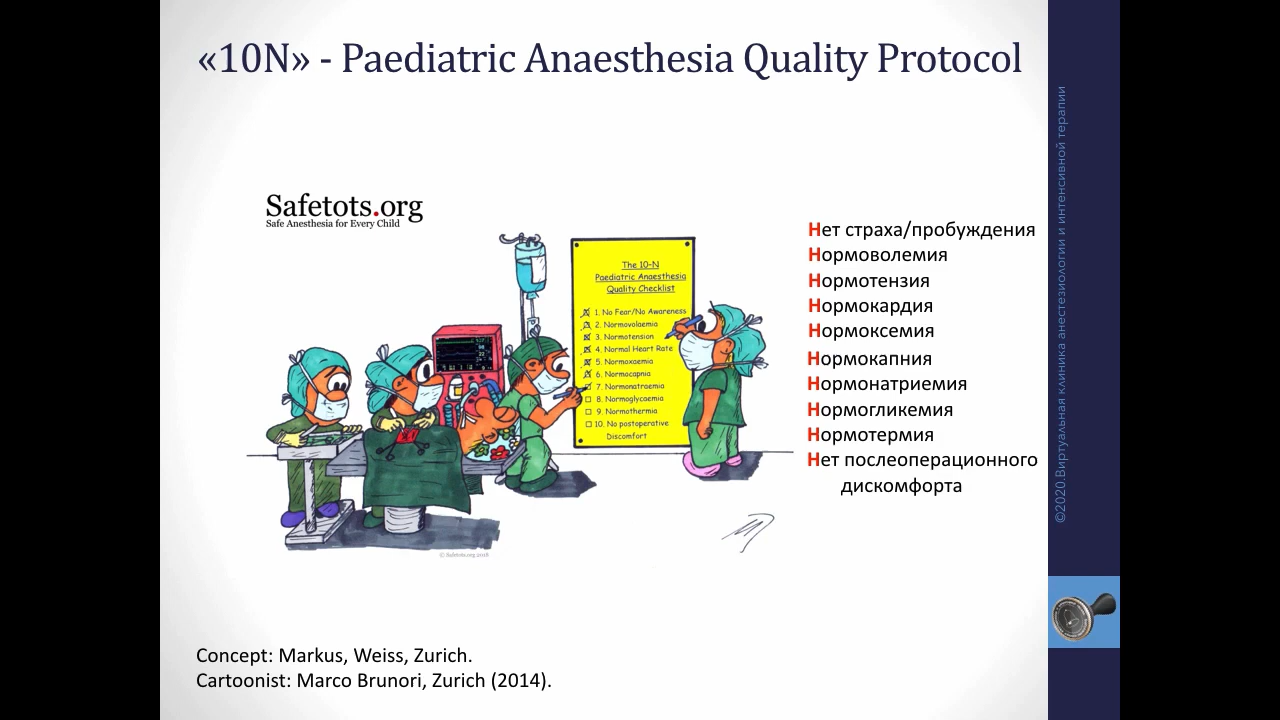 «10N» - Paediatric Anaesthesia Quality Protocol
Safetots.org
Safe Anesthesia for Every Child
The 10-N
Paediatric Anaesthesia
Quality Checklist
1. No Fear/No Awareness
2. Normovolaemia
3. Normotension
4. Normal Heart Rate
5. Normoxaemia
6. Normocapnia
7. Normonatraemia
8. Normoglycaemia
9. Normothermia
10. No postoperative
Discomfort
© Safetots.org
Нет страха/пробуждения
Нормоволемия
Нормотензия
Нормокардия
Нормоксемия
Нормокапния
Нормонатриемия
Нормогликемия
Нормотермия
Нет послеоперационного
дискомфорта
Concept: Markus, Weiss, Zurich.
Cartoonist: Marco Brunori, Zurich (2014).
©2020.Виртуальная клиника анестезиологии и интенсивной терапии